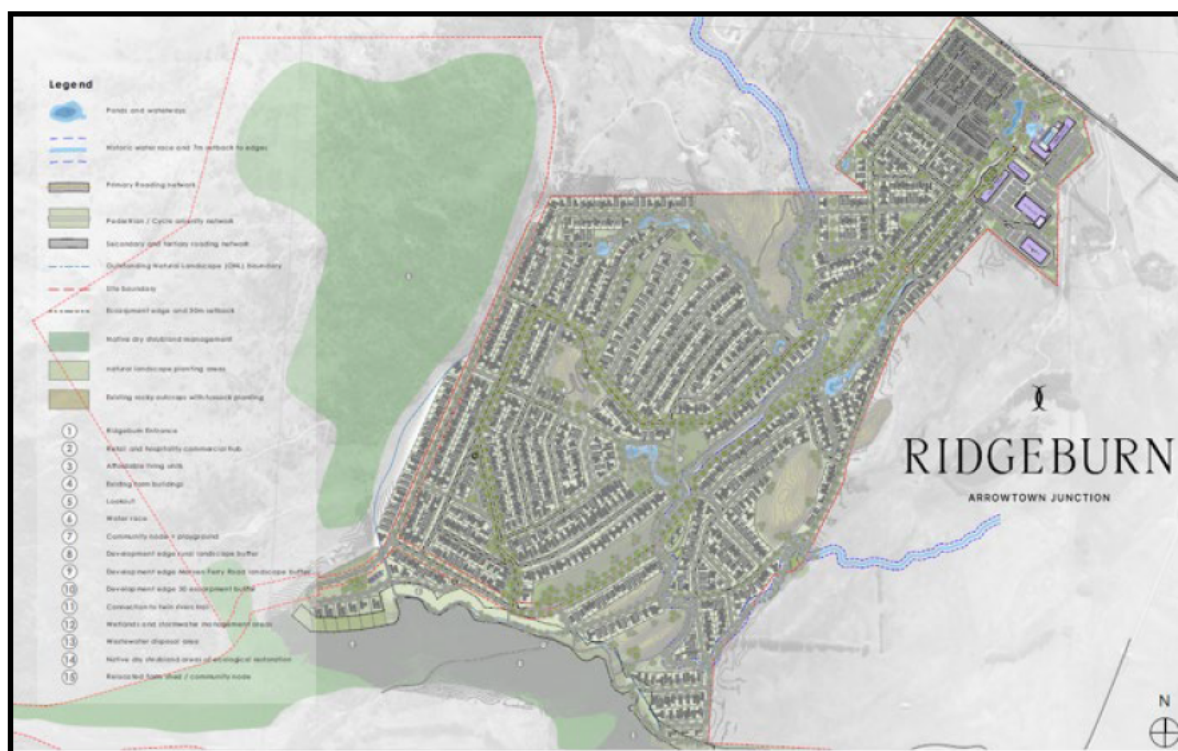 Legend
Ponds and waterways
Historic water race and 7m setback to edges
Primary Roading network
Pedestrian / Cycle amenity network
Secondary and tertiary roading network
Outstanding Natural Landscape (ONL) boundary
Site boundary
Escarpment edge and 50m setback
Native dry shrubland management
natural landscape planting areas
Existing rocky outcrops with tussock planting
1 Ridgeburn Entrance
2 Retail and hospitality commercial hub
3 Affordable living units
4 Existing farm buildings
5 Lookout
6 Water race
7 Community node + playground
8 Development edge rural landscape buffer
9 Development edge Morven Ferry Road landscape buffer
10 Development edge 30 escarpment buffer
11 Connection to twin rivers trail
12 Wetlands and stormwater management areas
13 Wastewater disposal area
14 Native dry shrubland areas of ecological restoration
15 Relocated farm shed / community node
RIDGEBURN
ARROWTOWN JUNCTION
N